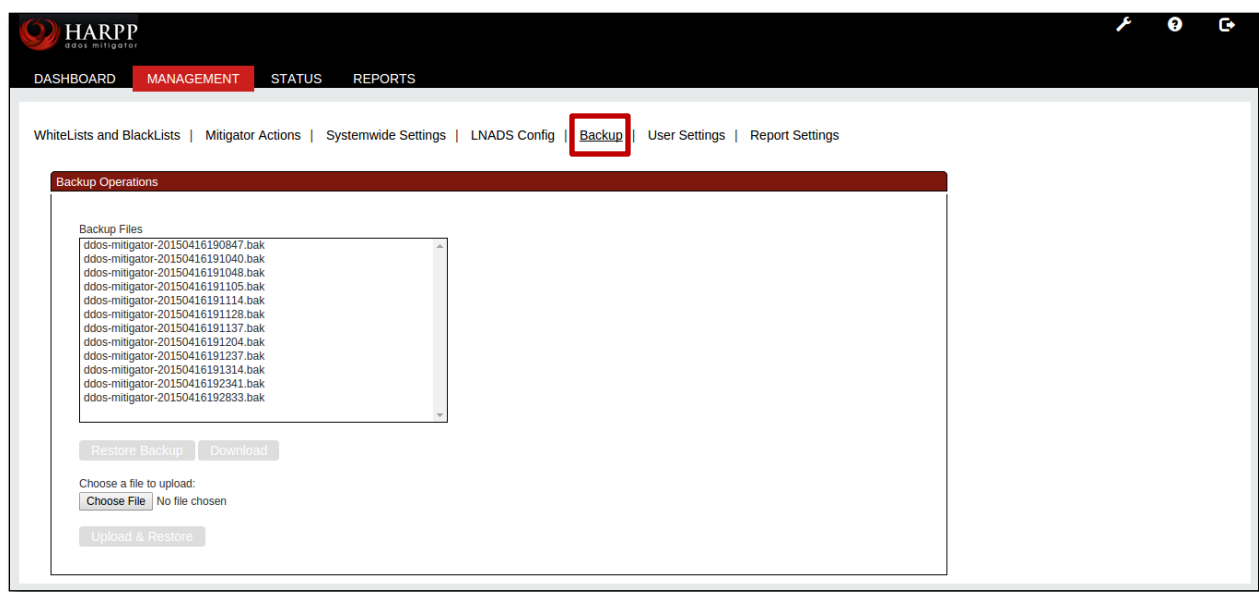 HARPP
ddos mitigator
DASHBOARD MANAGEMENT STATUS REPORTS
WhiteLists and BlackLists | Mitigator Actions | Systemwide Settings | LNADS Config | Backup | User Settings | Report Settings
Backup Operations
Backup Files
ddos-mitigator-20150416190847.bak
ddos-mitigator-20150416191040.bak
ddos-mitigator-20150416191048.bak
ddos-mitigator-20150416191105.bak
ddos-mitigator-20150416191114.bak
ddos-mitigator-20150416191128.bak
ddos-mitigator-20150416191137.bak
ddos-mitigator-20150416191204.bak
ddos-mitigator-20150416191237.bak
ddos-mitigator-20150416191314.bak
ddos-mitigator-20150416192341.bak
ddos-mitigator-20150416192833.bak
Restore Backup Download
Choose a file to upload:
Choose File No file chosen
Upload & Restore